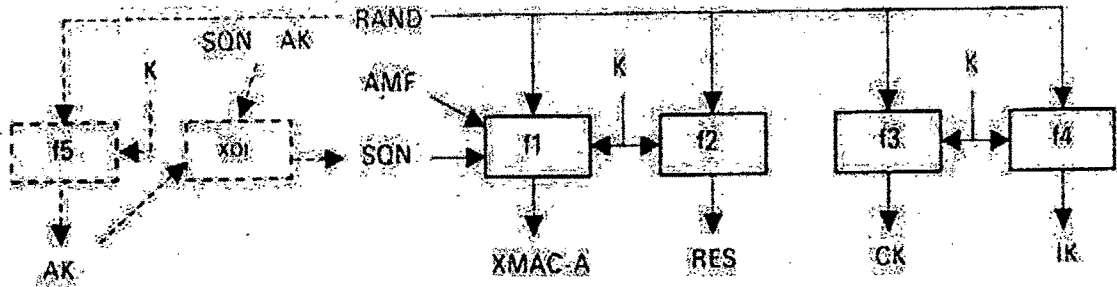 RAND
SQN AK
K
K
K
AMF
f5
xor
SQN
f1
f2
f3
f4
AK
XMAC-A
RES
CK
IK